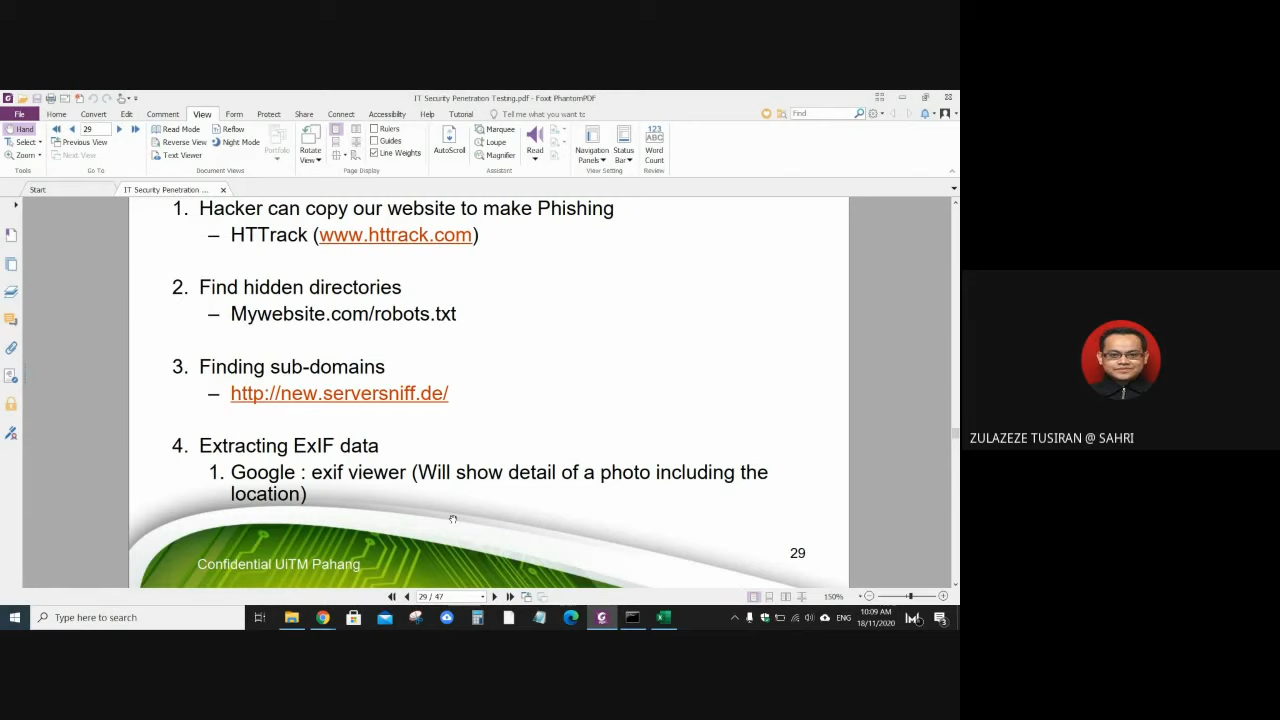 IT Security Penetration Testing.pdf - Foxit PhantomPDF
File Home Convert Edit Comment View Form Protect Share Connect Accessibility Help Tutorial Tell me what you want to Find
Hand 29 Read Mode Reflow Rulers Marquee
Select Previous View Reverse View Night Mode Guides Loupe
Zoom Next View Text Viewer Line Weights Magnifier
Portfolio Rotate View AutoScroll Read Navigation Panels Status Bar 123 ABC Word Count
Tools Go To Document Views Page Display Assistant View Setting Review
Start IT Security Penetration ...
1. Hacker can copy our website to make Phishing
– HTTrack (www.httrack.com)
2. Find hidden directories
– Mywebsite.com/robots.txt
3. Finding sub-domains
– http://new.serversniff.de/
4. Extracting ExIF data
1. Google : exif viewer (Will show detail of a photo including the
location)
29
Confidential UiTM Pahang
29 / 47 150%
Type here to search ENG 10:09 AM
18/11/2020
ZULAZEZE TUSIRAN @ SAHRI